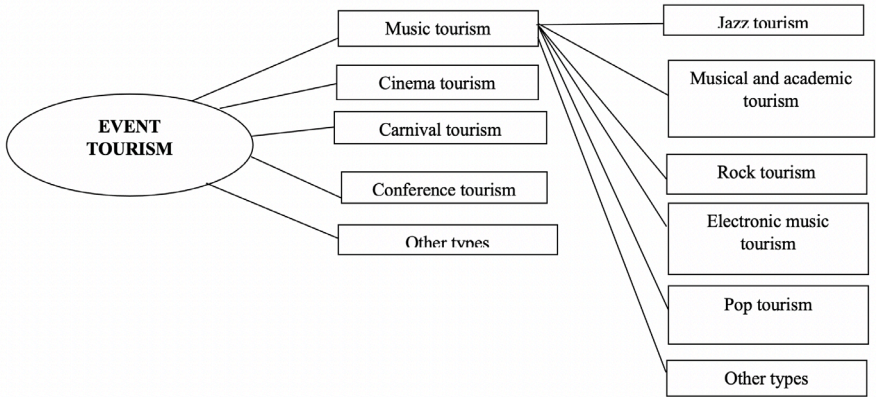 EVENT
TOURISM
Music tourism
Cinema tourism
Carnival tourism
Conference tourism
Other types
Jazz tourism
Musical and academic
tourism
Rock tourism
Electronic music
tourism
Pop tourism
Other types